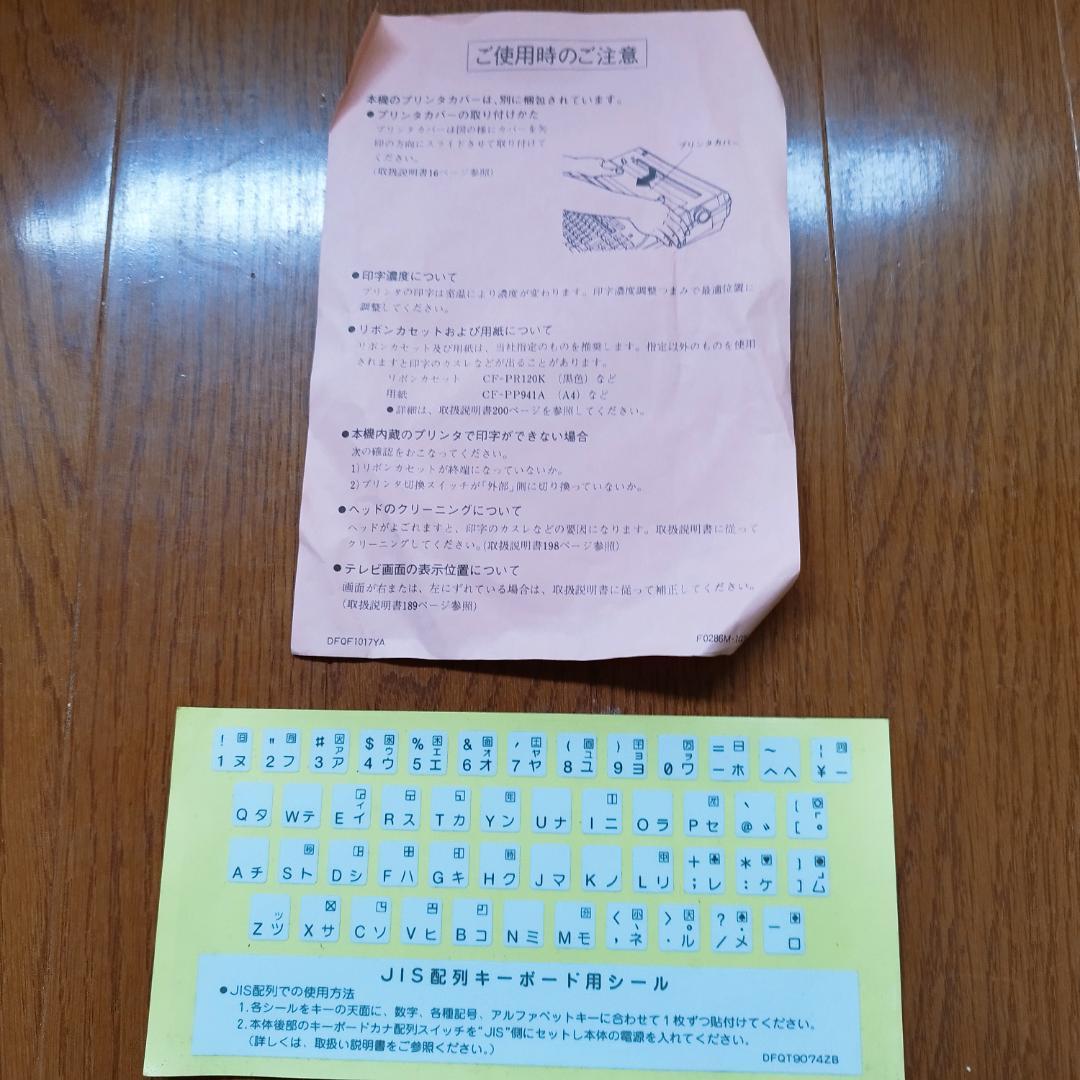 ご使用時のご注意
本機のプリンタカバーは、別に梱包されています。
●プリンタカバーの取り付けかた
プリンタカバーは図の様にカバーを矢
印の方向にスライドさせて取り付けて
ください。
(取扱説明書16ページ参照)
プリンタカバー
●印字濃度について
プリンタの印字は室温により濃度が変わります。印字濃度調整つまみで最適位置に
調整してください。
●リボンカセットおよび用紙について
リボンカセット及び用紙は、当社指定のものを推奨します。指定以外のものを使用
されますと印字のカスレなどが出ることがあります。
リボンカセット CF-PR120K (黒色) など
用紙 CF-PP941A (A4) など
●詳細は、取扱説明書200ページを参照してください。
●本機内蔵のプリンタで印字ができない場合
次の確認をおこなってください。
1)リボンカセットが終端になっていないか。
2)プリンタ切換スイッチが「外部」側に切り換っていないか。
●ヘッドのクリーニングについて
ヘッドがよごれますと、印字のカスレなどの要因になります。取扱説明書に従って
クリーニングしてください。(取扱説明書198ページ参照)
●テレビ画面の表示位置について
画面が右または、左にずれている場合は、取扱説明書に従って補正してください。
(取扱説明書189ページ参照)
DFQF1017YA F0286M-10
! 日 " 月 # 火ァ $ 水ゥ % 木ェ & 金ォ ' 土ャ ( ュ ) 千ョ 万ヲ = 日 ~ ¦ 円
1ヌ 2フ 3ア 4ウ 5エ 6オ 7ヤ 8ユ 9ヨ 0ワ ーホ ヘヘ ¥ー
ィ 年 `  { 「
Qタ Wテ Eイ Rス Tカ Yン Uナ Iニ Oラ Pセ @゛ [゜
秒 時 中 + ♣ * ♥ } 」
Aチ Sト Dシ Fハ Gキ Hク Jマ Kノ Lリ ;レ :ケ ]ム
ッ 分 < 小、 > 大。 ? ♠・ _ ♦
Zツ Xサ Cソ Vヒ Bコ Nミ Mモ ,ネ .ル /メ ロ
JIS配列キーボード用シール
●JIS配列での使用方法
1.各シールをキーの天面に、数字、各種記号、アルファベットキーに合わせて1枚ずつ貼付けてください。
2.本体後部のキーボードカナ配列スイッチを“JIS”側にセットし本体の電源を入れてください。
(詳しくは、取扱い説明書をご参照ください。)
DFQT9074ZB